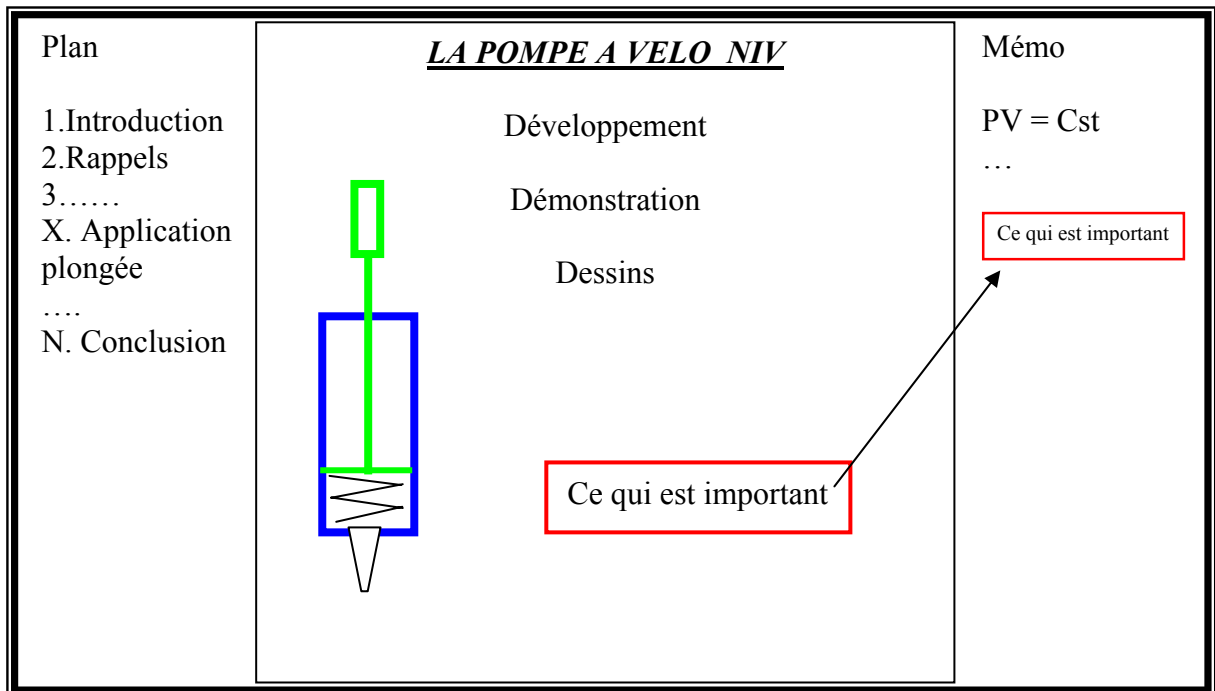 Plan
1.Introduction
2.Rappels
3……
X. Application
plongée
….
N. Conclusion
LA POMPE A VELO  NIV
Développement
Démonstration
Dessins
Ce qui est important
Mémo
PV = Cst
…
Ce qui est important